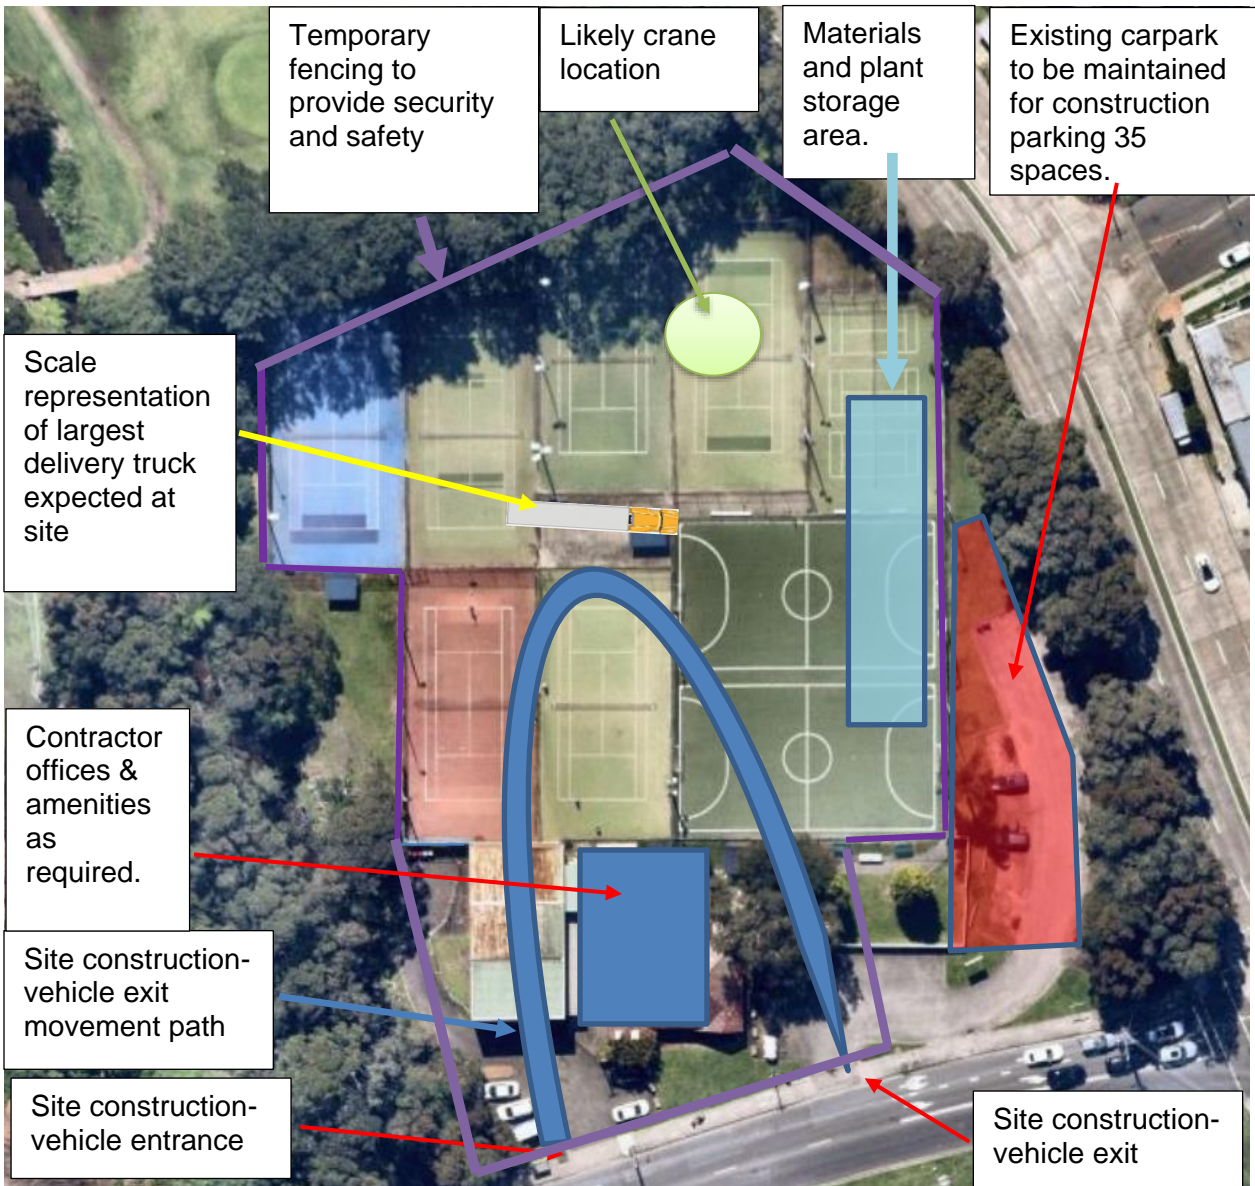 Temporary
fencing to
provide security
and safety
Likely crane
location
Materials
and plant
storage
area.
Existing carpark
to be maintained
for construction
parking 35
spaces.
Scale
representation
of largest
delivery truck
expected at
site
Contractor
offices &
amenities
as
required.
Site construction-
vehicle exit
movement path
Site construction-
vehicle entrance
Site construction-
vehicle exit